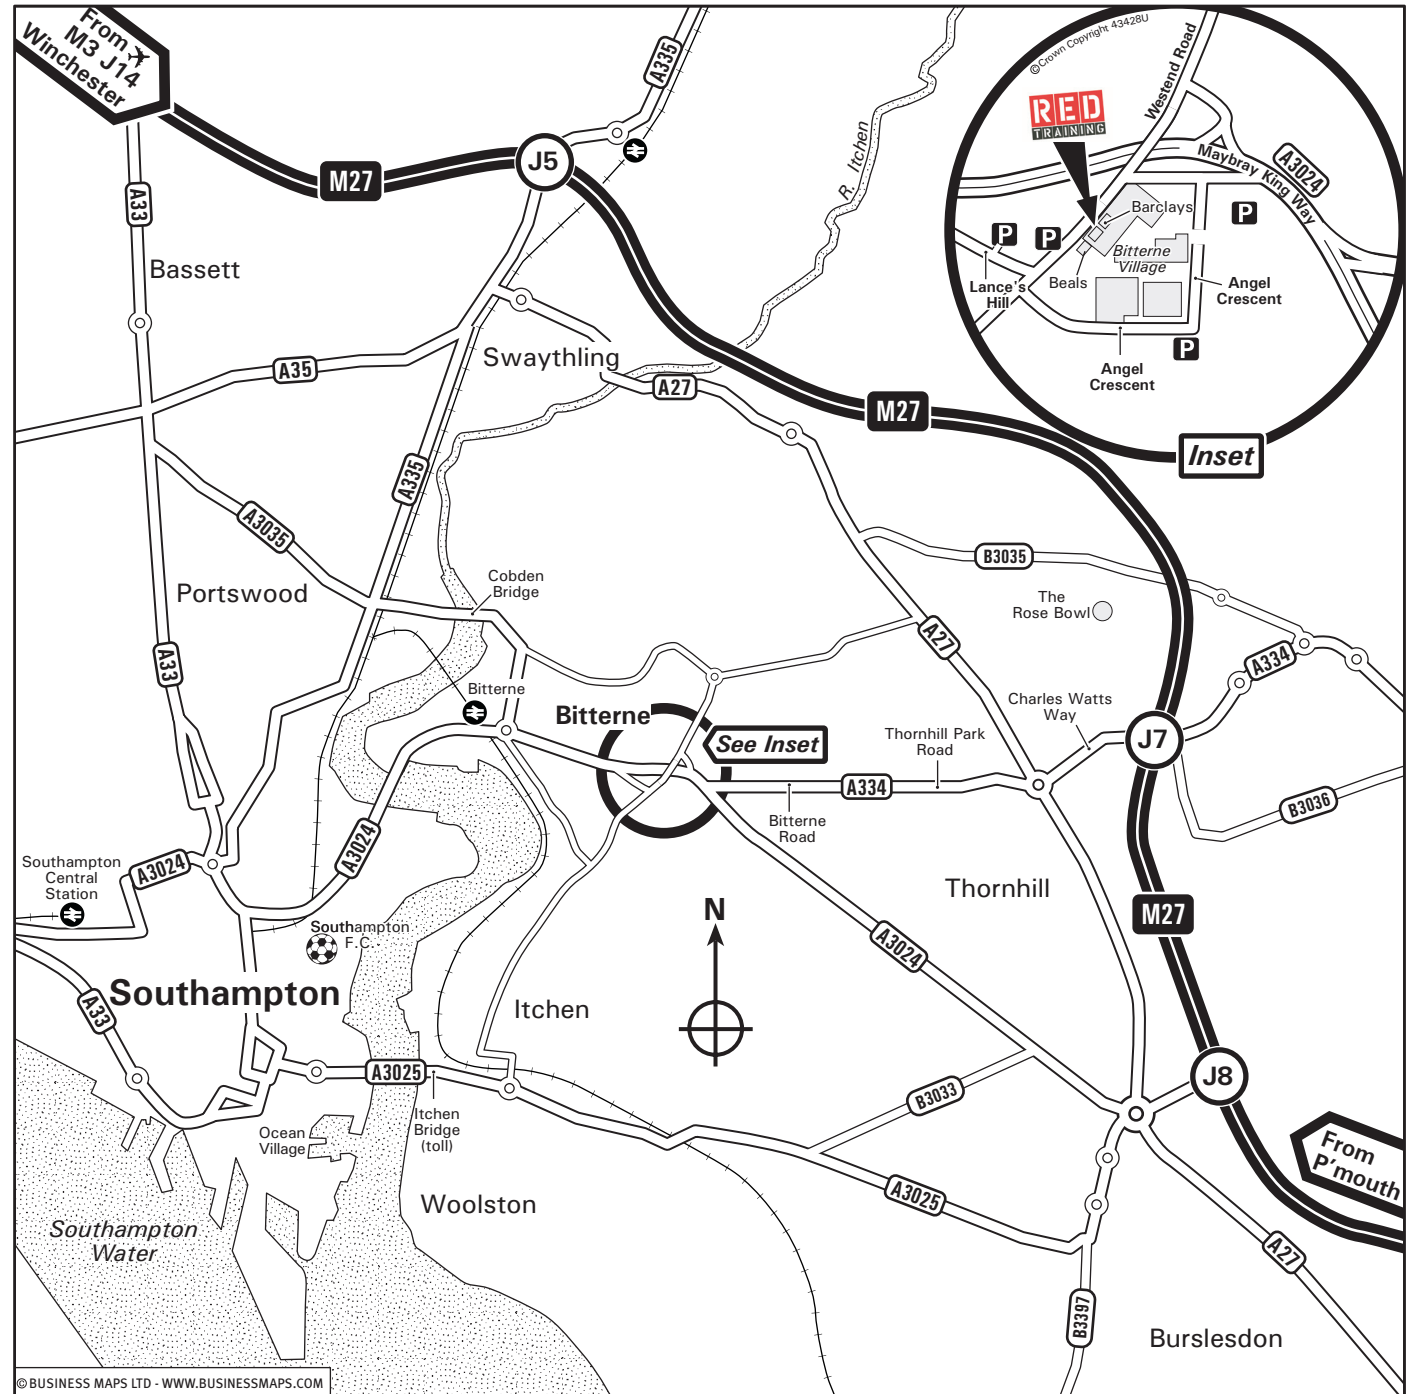 From
M3 J14
Winchester
A33
M27
J5
A335
R. Itchen
©Crown Copyright 43428U
Westend Road
RED
TRAINING
Maybray King Way
A3024
Barclays
Bitterne
Village
Beals
Lance's
Hill
P
P
P
P
Angel
Crescent
Angel
Crescent
Inset
Bassett
A35
Swaythling
A27
M27
A335
A3035
Portswood
Cobden
Bridge
B3035
The
Rose Bowl
A27
A334
A33
Bitterne
Bitterne
See Inset
Charles Watts
Way
Thornhill Park
Road
J7
A334
Bitterne
Road
B3036
A3024
A3024
Southampton
Central
Station
Thornhill
M27
Southampton
F.C.
N
A3024
Southampton
A33
Itchen
A3025
J8
B3033
Itchen
Bridge
(toll)
Ocean
Village
From
P'mouth
Woolston
A3025
Southampton
Water
A27
B3397
Burslesdon
©BUSINESS MAPS LTD - WWW.BUSINESSMAPS.COM